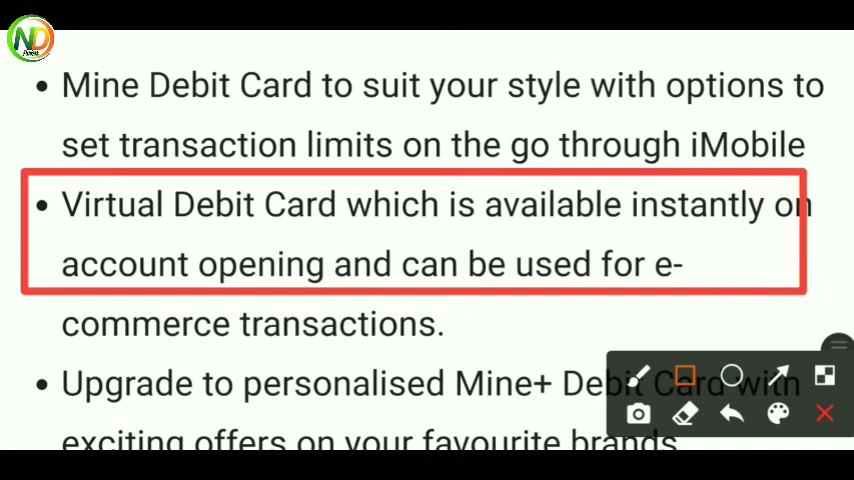 ND
• Mine Debit Card to suit your style with options to
set transaction limits on the go through iMobile
• Virtual Debit Card which is available instantly on
account opening and can be used for e-
commerce transactions.
• Upgrade to personalised Mine+ Debit Card with
exciting offers on your favourite brands